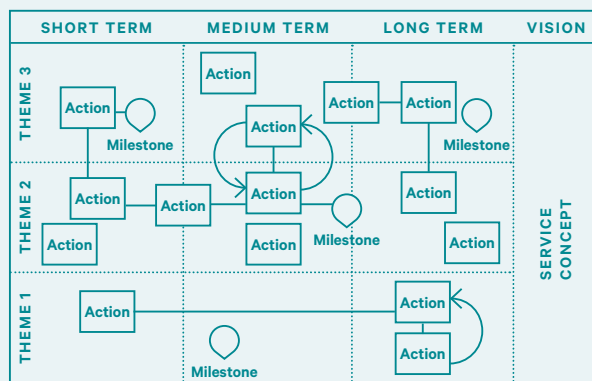 SHORT TERM
MEDIUM TERM
LONG TERM
VISION
THEME 3
Action
Action
Action
Action
Action
Milestone
Milestone
THEME 2
Action
Action
Action
Action
Action
Milestone
Action
Action
Action
SERVICE
CONCEPT
THEME 1
Action
Action
Milestone
Action